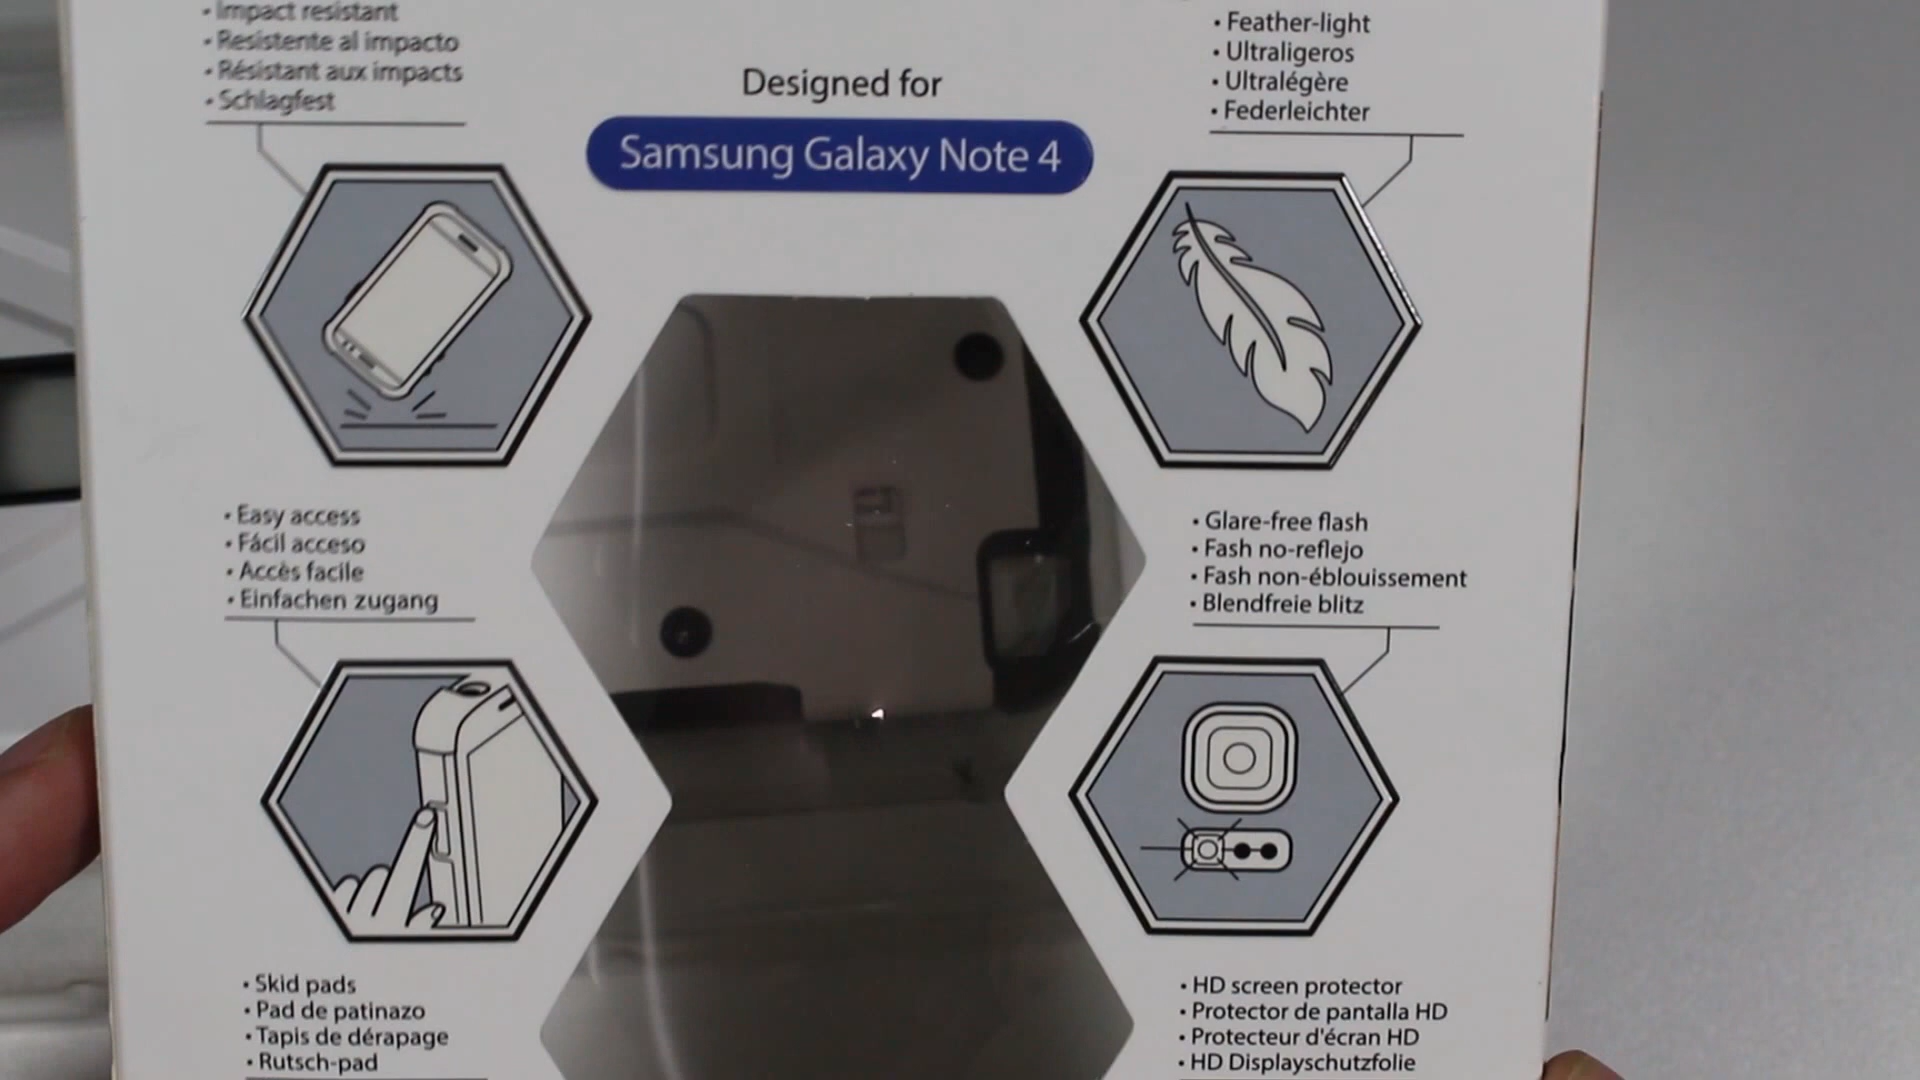 • Impact resistant
• Resistente al impacto
• Résistant aux impacts
• Schlagfest
Designed for
Samsung Galaxy Note 4
• Feather-light
• Ultraligeros
• Ultralégère
• Federleichter
• Easy access
• Fácil acceso
• Accès facile
• Einfachen zugang
• Glare-free flash
• Fash no-reflejo
• Fash non-éblouissement
• Blendfreie blitz
• Skid pads
• Pad de patinazo
• Tapis de dérapage
• Rutsch-pad
• HD screen protector
• Protector de pantalla HD
• Protecteur d'écran HD
• HD Displayschutzfolie